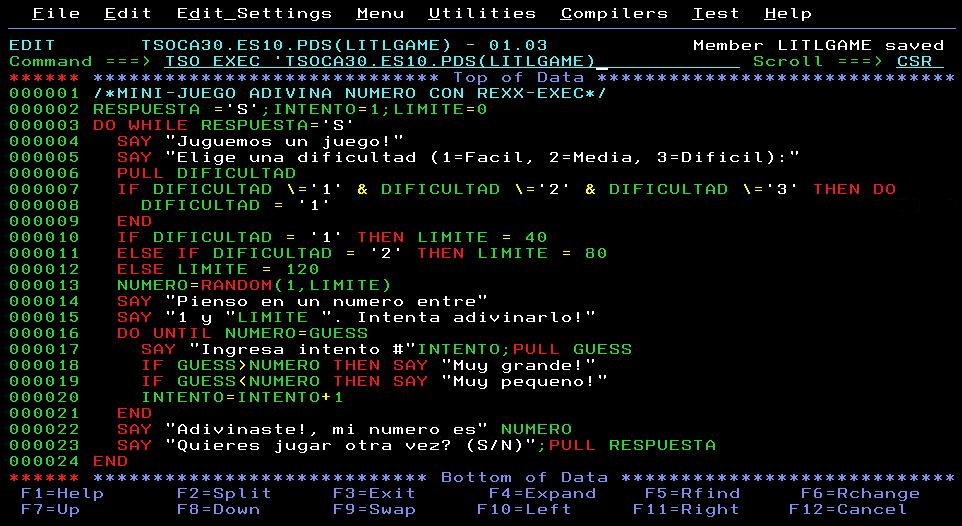 File  Edit  Edit_Settings  Menu  Utilities  Compilers  Test  Help
EDIT       TSOCA30.ES10.PDS(LITLGAME) - 01.03            Member LITLGAME saved
Command ===> TSO EXEC 'TSOCA30.ES10.PDS(LITLGAME)_            Scroll ===> CSR
****** ***************************** Top of Data ******************************
000001 /*MINI-JUEGO ADIVINA NUMERO CON REXX-EXEC*/
000002 RESPUESTA ='S';INTENTO=1;LIMITE=0
000003 DO WHILE RESPUESTA='S'
000004   SAY "Juguemos un juego!"
000005   SAY "Elige una dificultad (1=Facil, 2=Media, 3=Dificil):"
000006   PULL DIFICULTAD
000007   IF DIFICULTAD \='1' & DIFICULTAD \='2' & DIFICULTAD \='3' THEN DO
000008     DIFICULTAD = '1'
000009   END
000010   IF DIFICULTAD = '1' THEN LIMITE = 40
000011   ELSE IF DIFICULTAD = '2' THEN LIMITE = 80
000012   ELSE LIMITE = 120
000013   NUMERO=RANDOM(1,LIMITE)
000014   SAY "Pienso en un numero entre"
000015   SAY "1 y "LIMITE ". Intenta adivinarlo!"
000016   DO UNTIL NUMERO=GUESS
000017     SAY "Ingresa intento #"INTENTO;PULL GUESS
000018     IF GUESS>NUMERO THEN SAY "Muy grande!"
000019     IF GUESS<NUMERO THEN SAY "Muy pequeno!"
000020     INTENTO=INTENTO+1
000021   END
000022   SAY "Adivinaste!, mi numero es" NUMERO
000023   SAY "Quieres jugar otra vez? (S/N)";PULL RESPUESTA
000024 END
****** **************************** Bottom of Data ****************************
F1=Help      F2=Split     F3=Exit      F4=Expand    F5=Rfind     F6=Rchange
F7=Up        F8=Down      F9=Swap     F10=Left     F11=Right    F12=Cancel